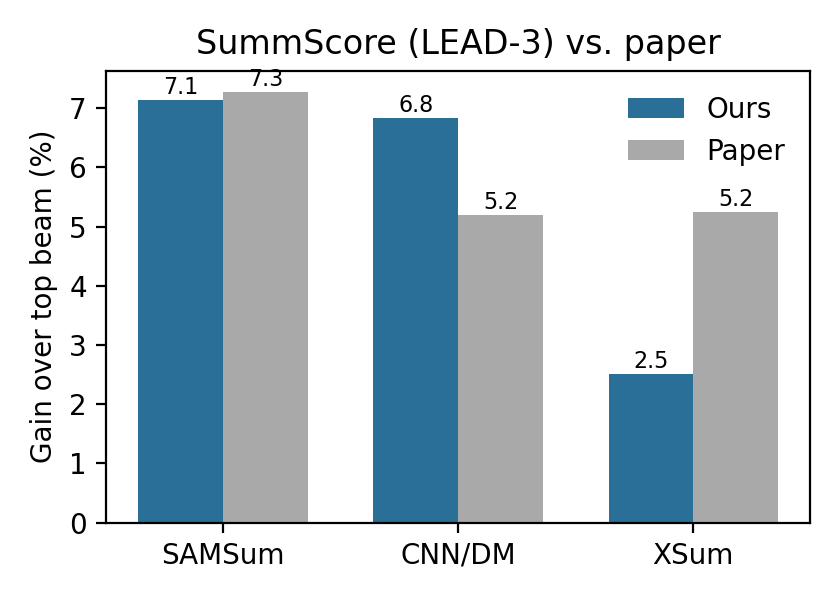 SummScore (LEAD-3) vs. paper
Gain over top beam (%)
7
6
5
4
3
2
1
0
7.1
7.3
6.8
5.2
2.5
5.2
Ours
Paper
SAMSum
CNN/DM
XSum